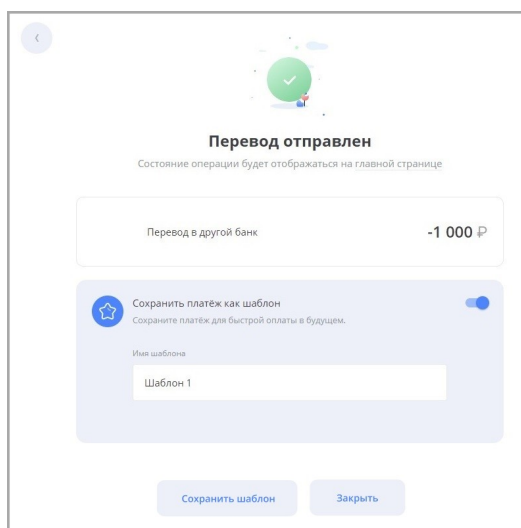 Перевод отправлен
Состояние операции будет отображаться на главной странице
Перевод в другой банк
-1 000 ₽
Сохранить платёж как шаблон
Сохраните платёж для быстрой оплаты в будущем.
Имя шаблона
Шаблон 1
Сохранить шаблон
Закрыть